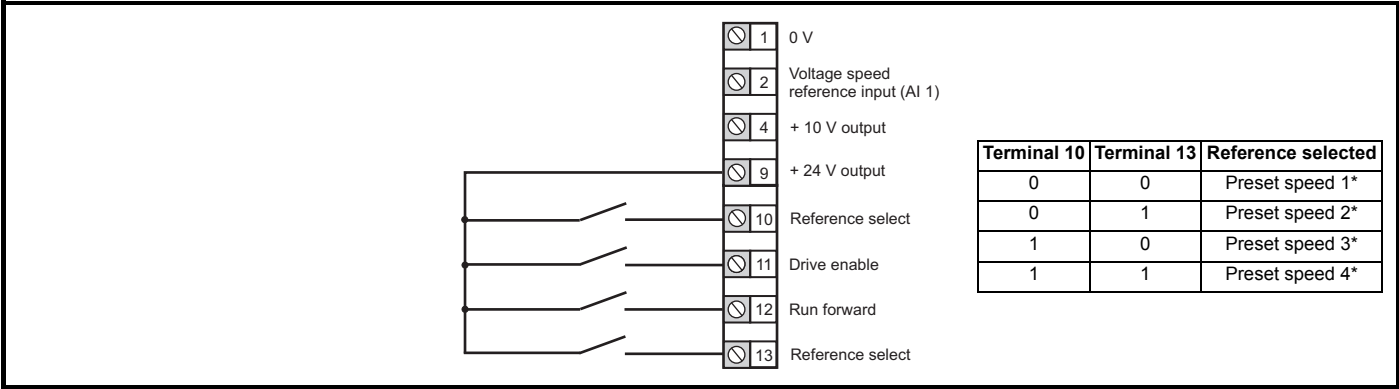 1 0 V
2 Voltage speed
reference input (AI 1)
4 + 10 V output
9 + 24 V output
10 Reference select
11 Drive enable
12 Run forward
13 Reference select
Terminal 10 Terminal 13 Reference selected
0 0 Preset speed 1*
0 1 Preset speed 2*
1 0 Preset speed 3*
1 1 Preset speed 4*